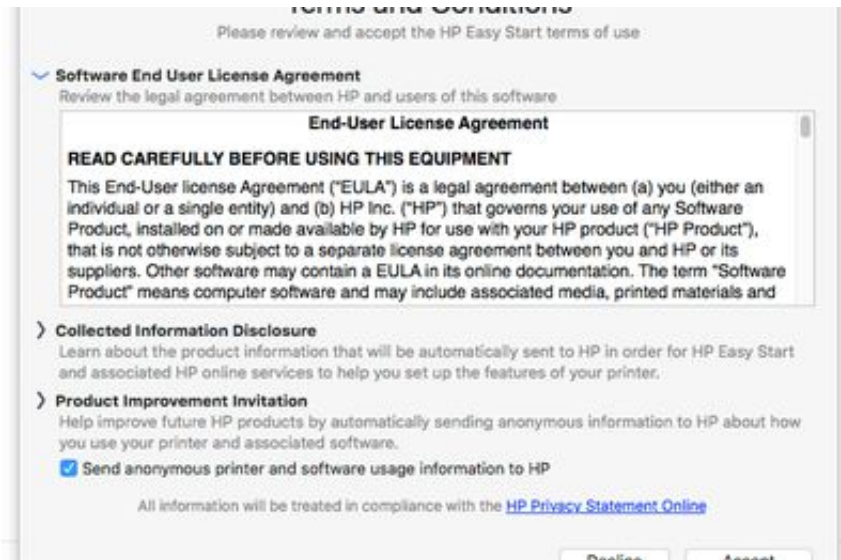 Terms and Conditions
Please review and accept the HP Easy Start terms of use
Software End User License Agreement
Review the legal agreement between HP and users of this software
End-User License Agreement
READ CAREFULLY BEFORE USING THIS EQUIPMENT
This End-User license Agreement ("EULA") is a legal agreement between (a) you (either an
individual or a single entity) and (b) HP Inc. ("HP") that governs your use of any Software
Product, installed on or made available by HP for use with your HP product ("HP Product"),
that is not otherwise subject to a separate license agreement between you and HP or its
suppliers. Other software may contain a EULA in its online documentation. The term "Software
Product" means computer software and may include associated media, printed materials and
Collected Information Disclosure
Learn about the product information that will be automatically sent to HP in order for HP Easy Start
and associated HP online services to help you set up the features of your printer.
Product Improvement Invitation
Help improve future HP products by automatically sending anonymous information to HP about how
you use your printer and associated software.
Send anonymous printer and software usage information to HP
All information will be treated in compliance with the HP Privacy Statement Online
Decline Accept